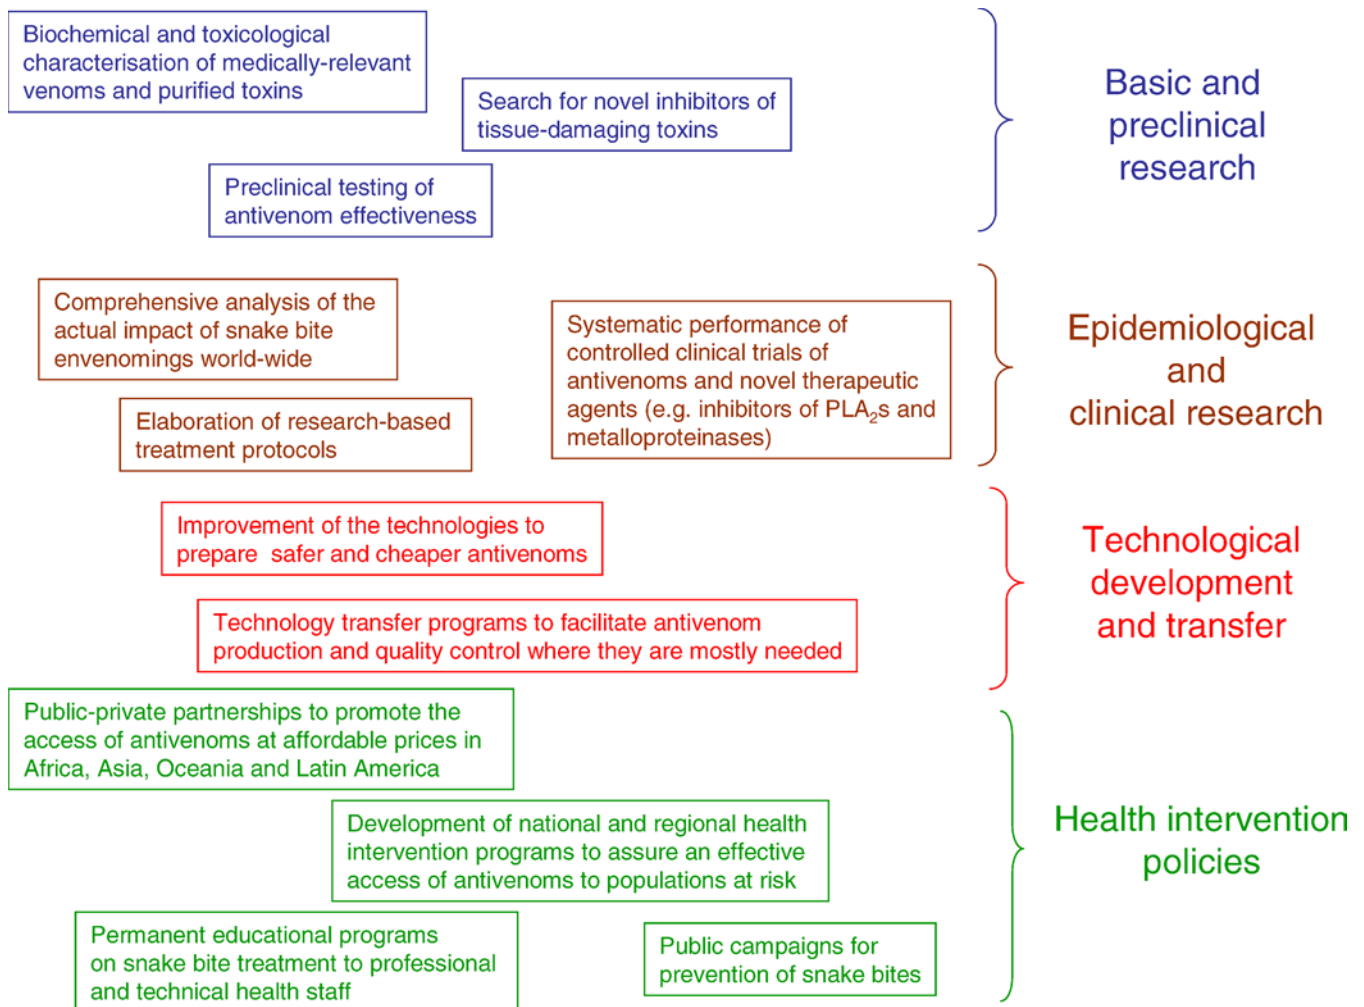 Biochemical and toxicological
characterisation of medically-relevant
venoms and purified toxins
Search for novel inhibitors of
tissue-damaging toxins
Preclinical testing of
antivenom effectiveness
Basic and
preclinical
research
Comprehensive analysis of the
actual impact of snake bite
envenomings world-wide
Systematic performance of
controlled clinical trials of
antivenoms and novel therapeutic
agents (e.g. inhibitors of PLA₂s and
metalloproteinases)
Elaboration of research-based
treatment protocols
Epidemiological
and
clinical research
Improvement of the technologies to
prepare safer and cheaper antivenoms
Technology transfer programs to facilitate antivenom
production and quality control where they are mostly needed
Technological
development
and transfer
Public-private partnerships to promote the
access of antivenoms at affordable prices in
Africa, Asia, Oceania and Latin America
Development of national and regional health
intervention programs to assure an effective
access of antivenoms to populations at risk
Permanent educational programs
on snake bite treatment to professional
and technical health staff
Public campaigns for
prevention of snake bites
Health intervention
policies